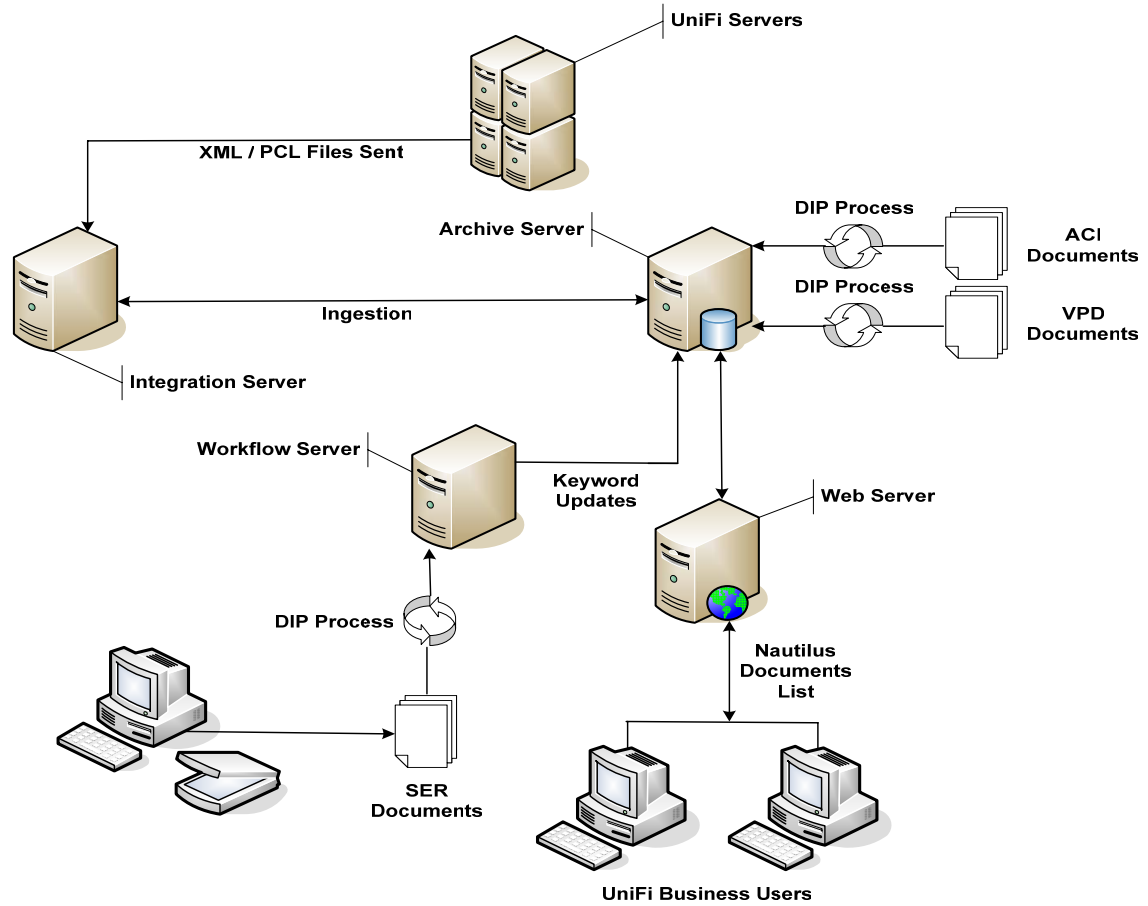 UniFi Servers
XML / PCL Files Sent
DIP Process
Archive Server
ACI
Documents
DIP Process
Ingestion
VPD
Documents
Integration Server
Workflow Server
Keyword
Updates
Web Server
DIP Process
Nautilus
Documents
List
SER
Documents
UniFi Business Users